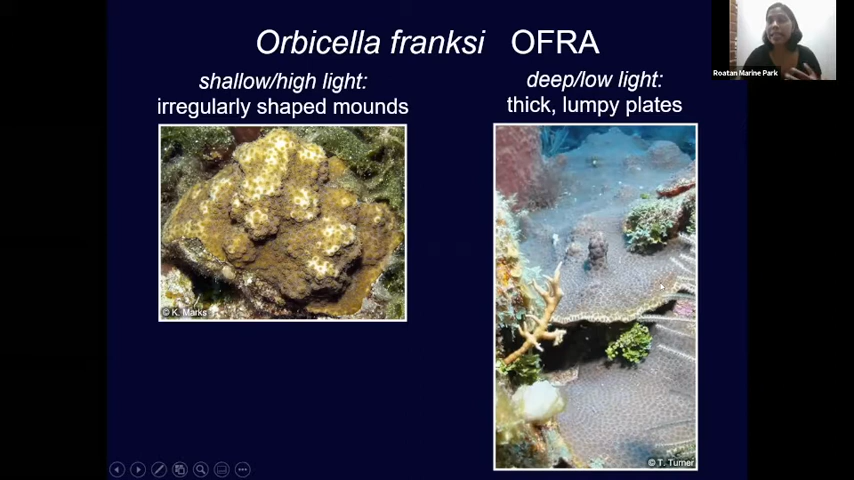 Orbicella franksi OFRA
shallow/high light:
irregularly shaped mounds
deep/low light:
thick, lumpy plates
© K. Marks
© T. Turner
Roatan Marine Park